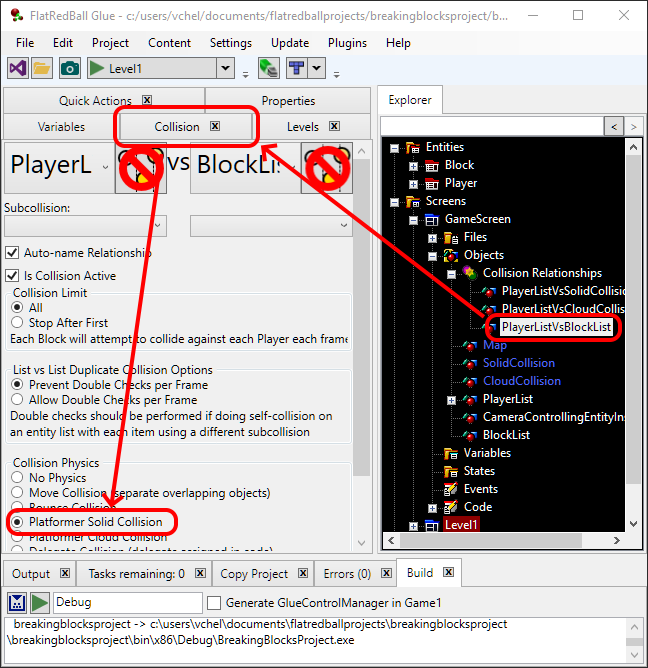 FlatRedBall Glue - c:/users/vchel/documents/flatredballprojects/breakingblocksproject/b...
File Edit Project Content Settings Update Plugins Help
Level1
Quick Actions Properties
Variables Collision Levels
PlayerL vs BlockLis
Subcollision:
Auto-name Relationship
Is Collision Active
Collision Limit
All
Stop After First
Each Block will attempt to collide against each Player each frame
List vs List Duplicate Collision Options
Prevent Double Checks per Frame
Allow Double Checks per Frame
Double checks should be performed if doing self-collision on
an entity list with each item using a different subcollision
Collision Physics
No Physics
Move Collision (separate overlapping objects)
Bounce Collision
Platformer Solid Collision
Platformer Cloud Collision
Delegate Collision (delegate assigned in code)
Explorer
< >
Entities
Block
Player
Screens
GameScreen
Files
Objects
Collision Relationships
PlayerListVsSolidCollisio
PlayerListVsCloudCollis
PlayerListVsBlockList
Map
SolidCollision
CloudCollision
PlayerList
CameraControllingEntityIns
BlockList
Variables
States
Events
Code
Level1
Output Tasks remaining: 0 Copy Project Errors (0) Build
Debug Generate GlueControlManager in Game1
breakingblocksproject -> c:\users\vchel\documents\flatredballprojects\breakingblocksproject
\breakingblocksproject\bin\x86\Debug\BreakingBlocksProject.exe